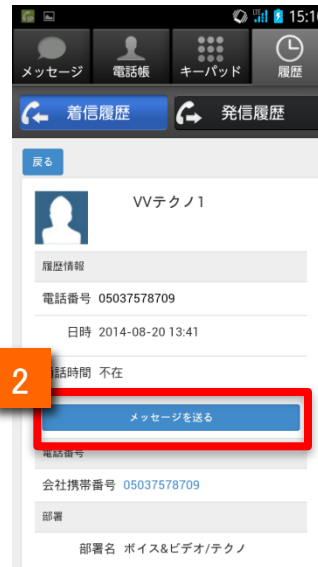 LTE 15:1
メッセージ 電話帳 キーパッド 履歴
着信履歴 発信履歴
戻る
VVテクノ1
履歴情報
電話番号 05037578709
日時 2014-08-20 13:41
2
話時間 不在
メッセージを送る
電話番号
会社携帯番号 05037578709
部署
部署名 ボイス&ビデオ/テクノ